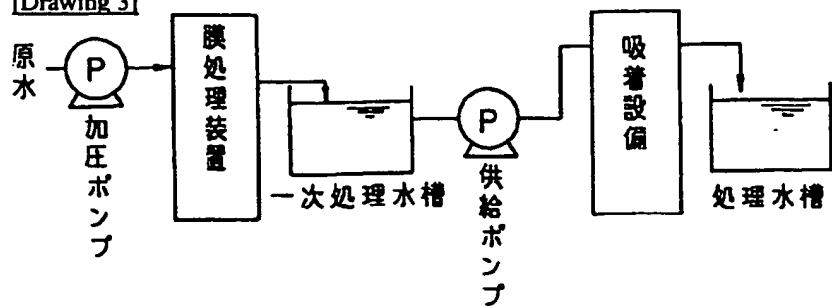 [Drawing 3]
原水
P
加圧ポンプ
膜処理装置
一次処理水槽
P
供給ポンプ
吸着設備
処理水槽